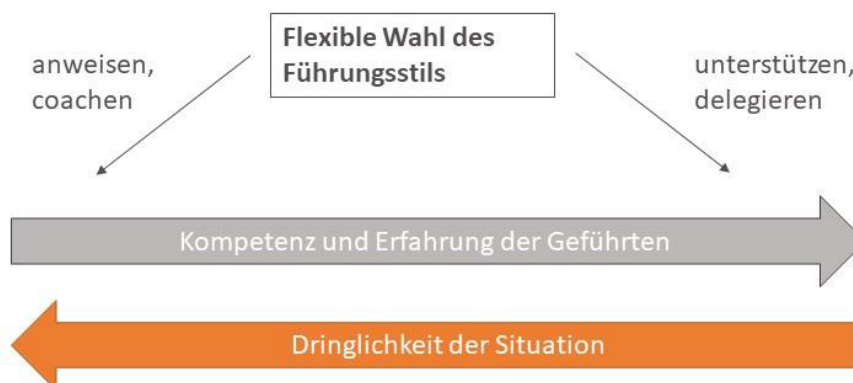 Flexible Wahl des
Führungsstils
anweisen,
coachen
unterstützen,
delegieren
Kompetenz und Erfahrung der Geführten
Dringlichkeit der Situation